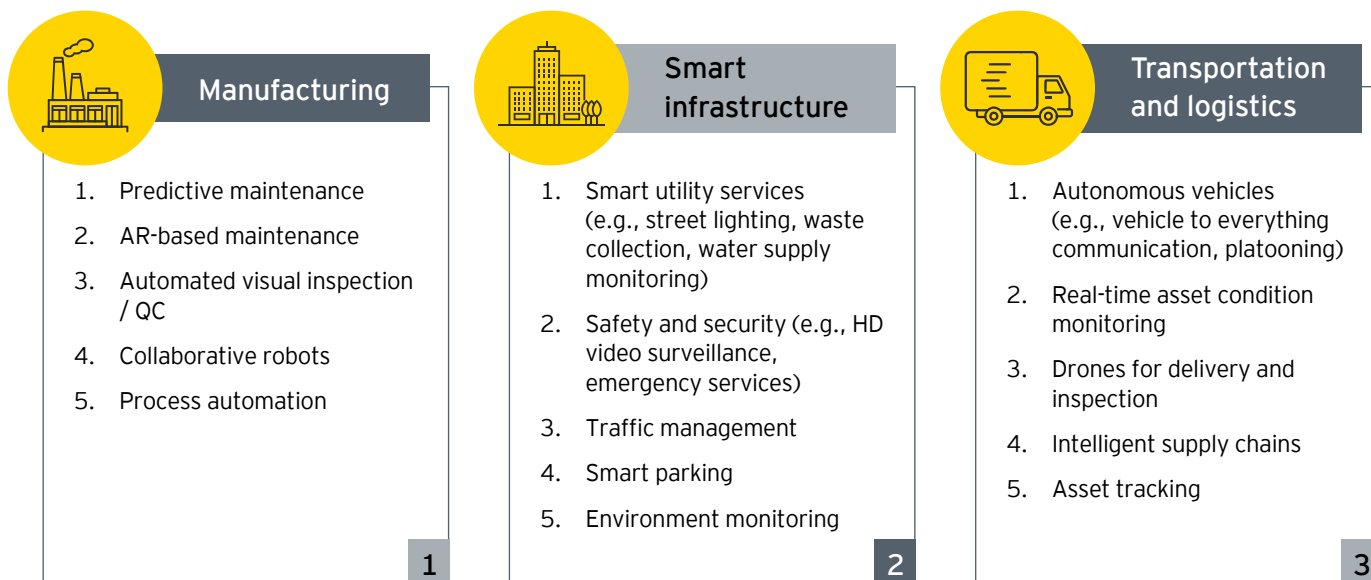 Manufacturing
1. Predictive maintenance
2. AR-based maintenance
3. Automated visual inspection
/ QC
4. Collaborative robots
5. Process automation
1
Smart
infrastructure
1. Smart utility services
(e.g., street lighting, waste
collection, water supply
monitoring)
2. Safety and security (e.g., HD
video surveillance,
emergency services)
3. Traffic management
4. Smart parking
5. Environment monitoring
2
Transportation
and logistics
1. Autonomous vehicles
(e.g., vehicle to everything
communication, platooning)
2. Real-time asset condition
monitoring
3. Drones for delivery and
inspection
4. Intelligent supply chains
5. Asset tracking
3